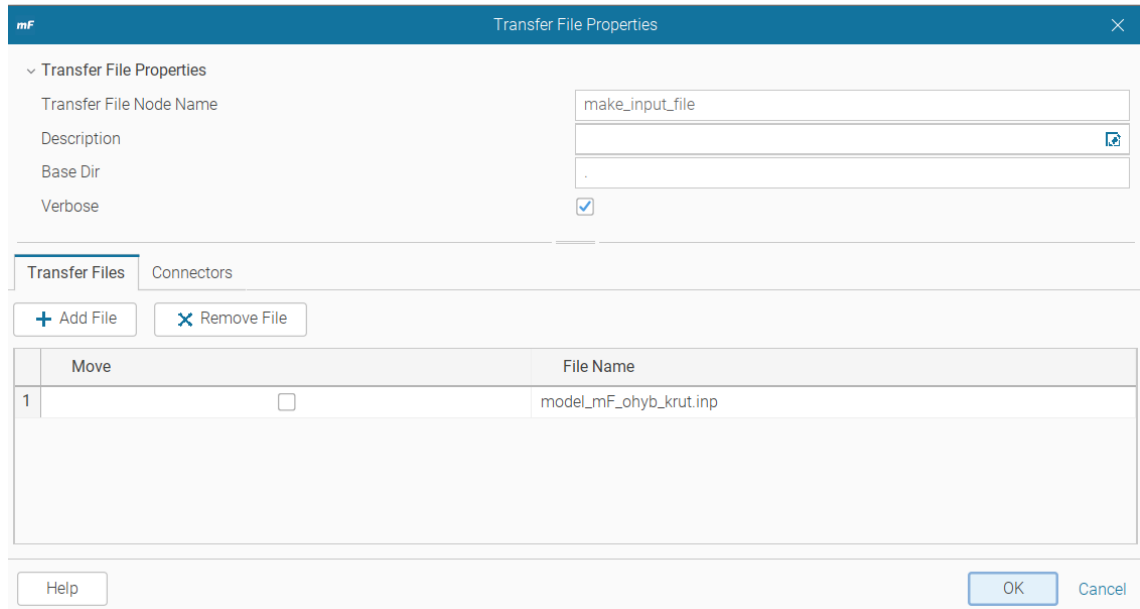 mF
Transfer File Properties
Transfer File Properties
Transfer File Node Name
make_input_file
Description
Base Dir
.
Verbose
Transfer Files
Connectors
Add File
Remove File
Move
File Name
1
model_mF_ohyb_krut.inp
Help
OK
Cancel